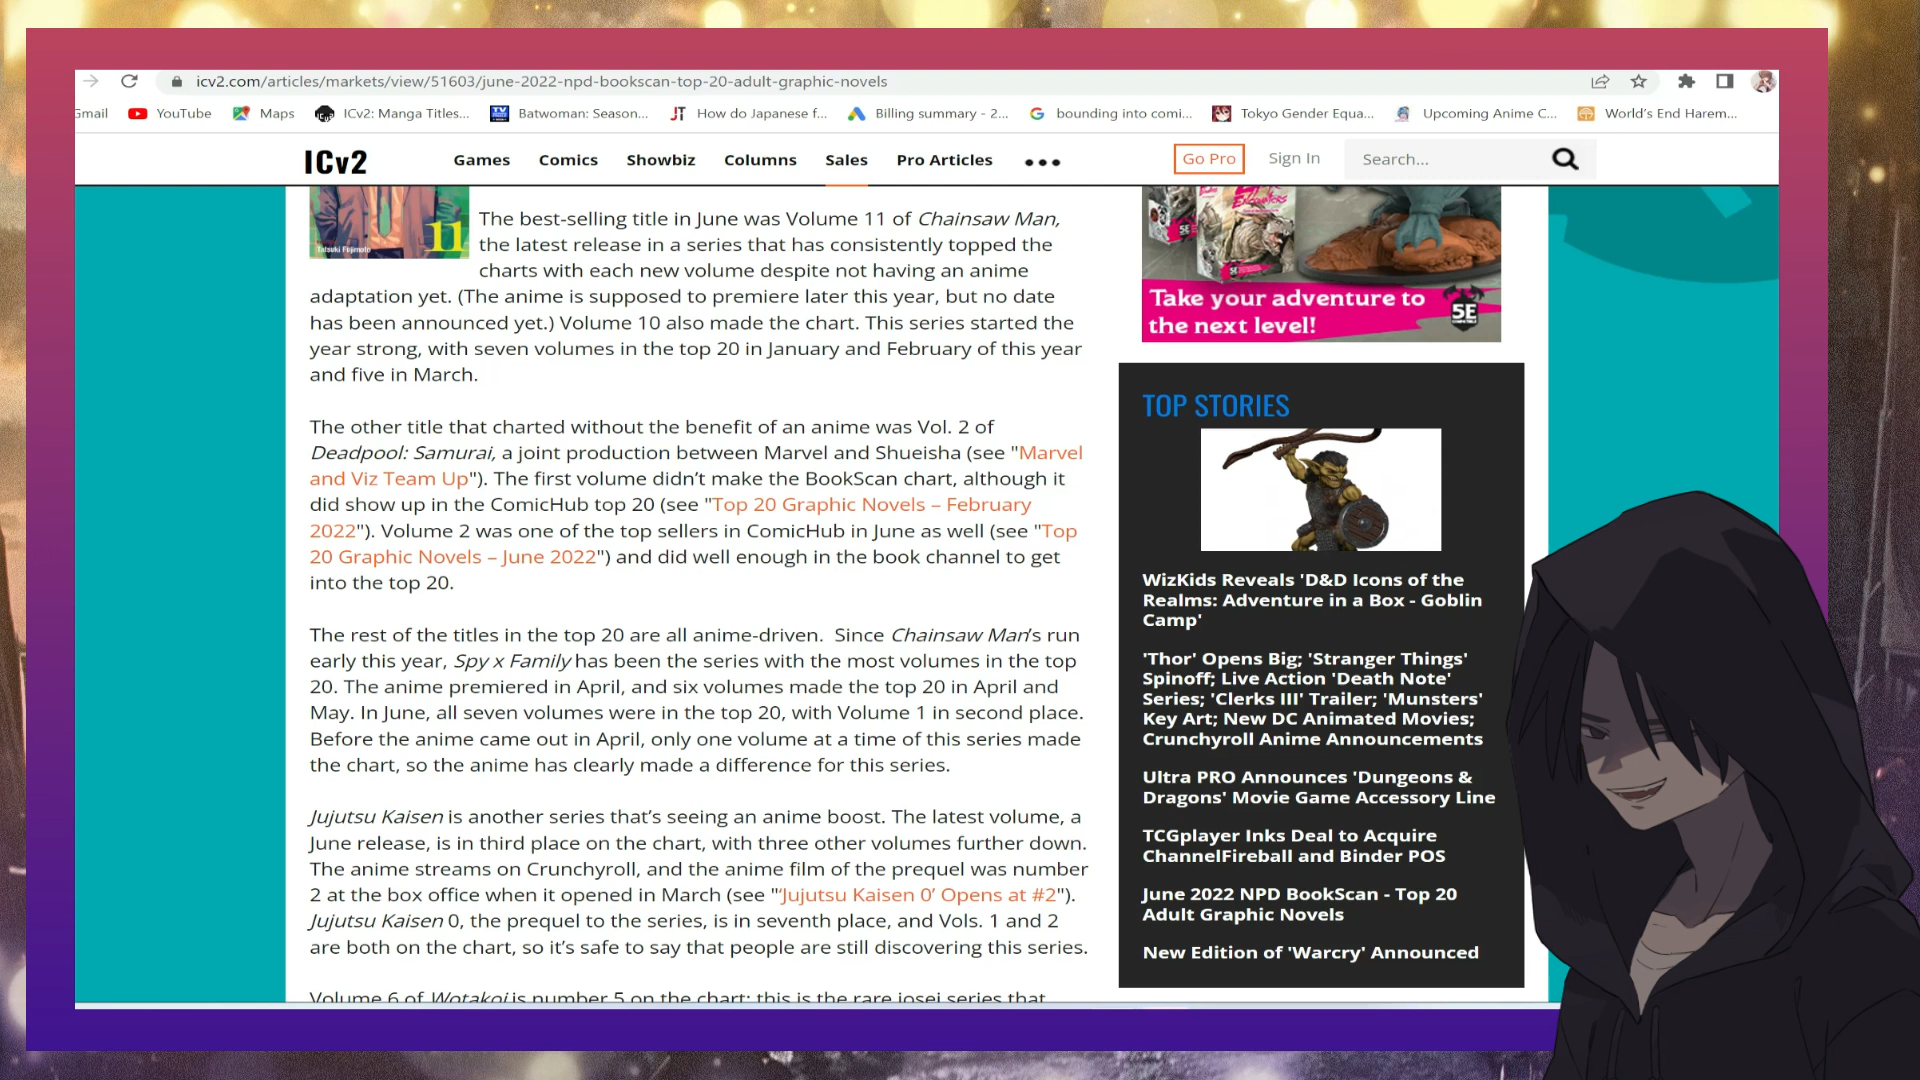 icv2.com/articles/markets/view/51603/june-2022-npd-bookscan-top-20-adult-graphic-novels
Gmail YouTube Maps ICv2: Manga Titles... Batwoman: Season... How do Japanese f... Billing summary - 2... bounding into comi... Tokyo Gender Equa... Upcoming Anime C... World's End Harem...
ICv2 Games Comics Showbiz Columns Sales Pro Articles ••• Go Pro Sign In Search...
Tatsuki Fujimoto
11
The best-selling title in June was Volume 11 of Chainsaw Man,
the latest release in a series that has consistently topped the
charts with each new volume despite not having an anime
adaptation yet. (The anime is supposed to premiere later this year, but no date
has been announced yet.) Volume 10 also made the chart. This series started the
year strong, with seven volumes in the top 20 in January and February of this year
and five in March.
The other title that charted without the benefit of an anime was Vol. 2 of
Deadpool: Samurai, a joint production between Marvel and Shueisha (see "Marvel
and Viz Team Up"). The first volume didn't make the BookScan chart, although it
did show up in the ComicHub top 20 (see "Top 20 Graphic Novels – February
2022"). Volume 2 was one of the top sellers in ComicHub in June as well (see "Top
20 Graphic Novels – June 2022") and did well enough in the book channel to get
into the top 20.
The rest of the titles in the top 20 are all anime-driven.  Since Chainsaw Man's run
early this year, Spy x Family has been the series with the most volumes in the top
20. The anime premiered in April, and six volumes made the top 20 in April and
May. In June, all seven volumes were in the top 20, with Volume 1 in second place.
Before the anime came out in April, only one volume at a time of this series made
the chart, so the anime has clearly made a difference for this series.
Jujutsu Kaisen is another series that's seeing an anime boost. The latest volume, a
June release, is in third place on the chart, with three other volumes further down.
The anime streams on Crunchyroll, and the anime film of the prequel was number
2 at the box office when it opened in March (see "'Jujutsu Kaisen 0' Opens at #2").
Jujutsu Kaisen 0, the prequel to the series, is in seventh place, and Vols. 1 and 2
are both on the chart, so it's safe to say that people are still discovering this series.
Volume 6 of Wotakoi is number 5 on the chart; this is the rare josei series that
Encounters
5E
Take your adventure to
the next level!
5E
TOP STORIES
WizKids Reveals 'D&D Icons of the
Realms: Adventure in a Box - Goblin
Camp'
'Thor' Opens Big; 'Stranger Things'
Spinoff; Live Action 'Death Note'
Series; 'Clerks III' Trailer; 'Munsters'
Key Art; New DC Animated Movies;
Crunchyroll Anime Announcements
Ultra PRO Announces 'Dungeons &
Dragons' Movie Game Accessory Line
TCGplayer Inks Deal to Acquire
ChannelFireball and Binder POS
June 2022 NPD BookScan - Top 20
Adult Graphic Novels
New Edition of 'Warcry' Announced